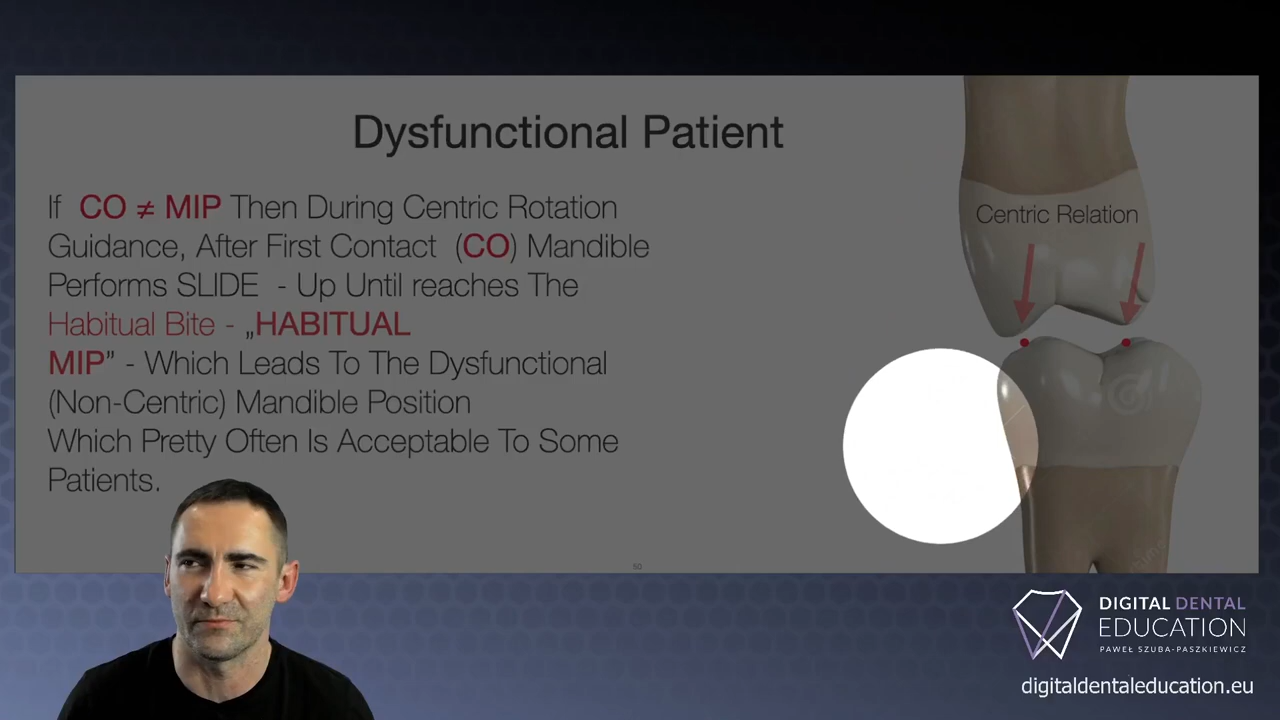 Dysfunctional Patient
If CO ≠ MIP Then During Centric Rotation
Guidance, After First Contact (CO) Mandible
Performs SLIDE - Up Until reaches The
Habitual Bite - „HABITUAL
MIP” - Which Leads To The Dysfunctional
(Non-Centric) Mandible Position
Which Pretty Often Is Acceptable To Some
Patients.
Centric Relation
50
DIGITAL DENTAL
EDUCATION
PAWEŁ SZUBA-PASZKIEWICZ
digitaldentaleducation.eu